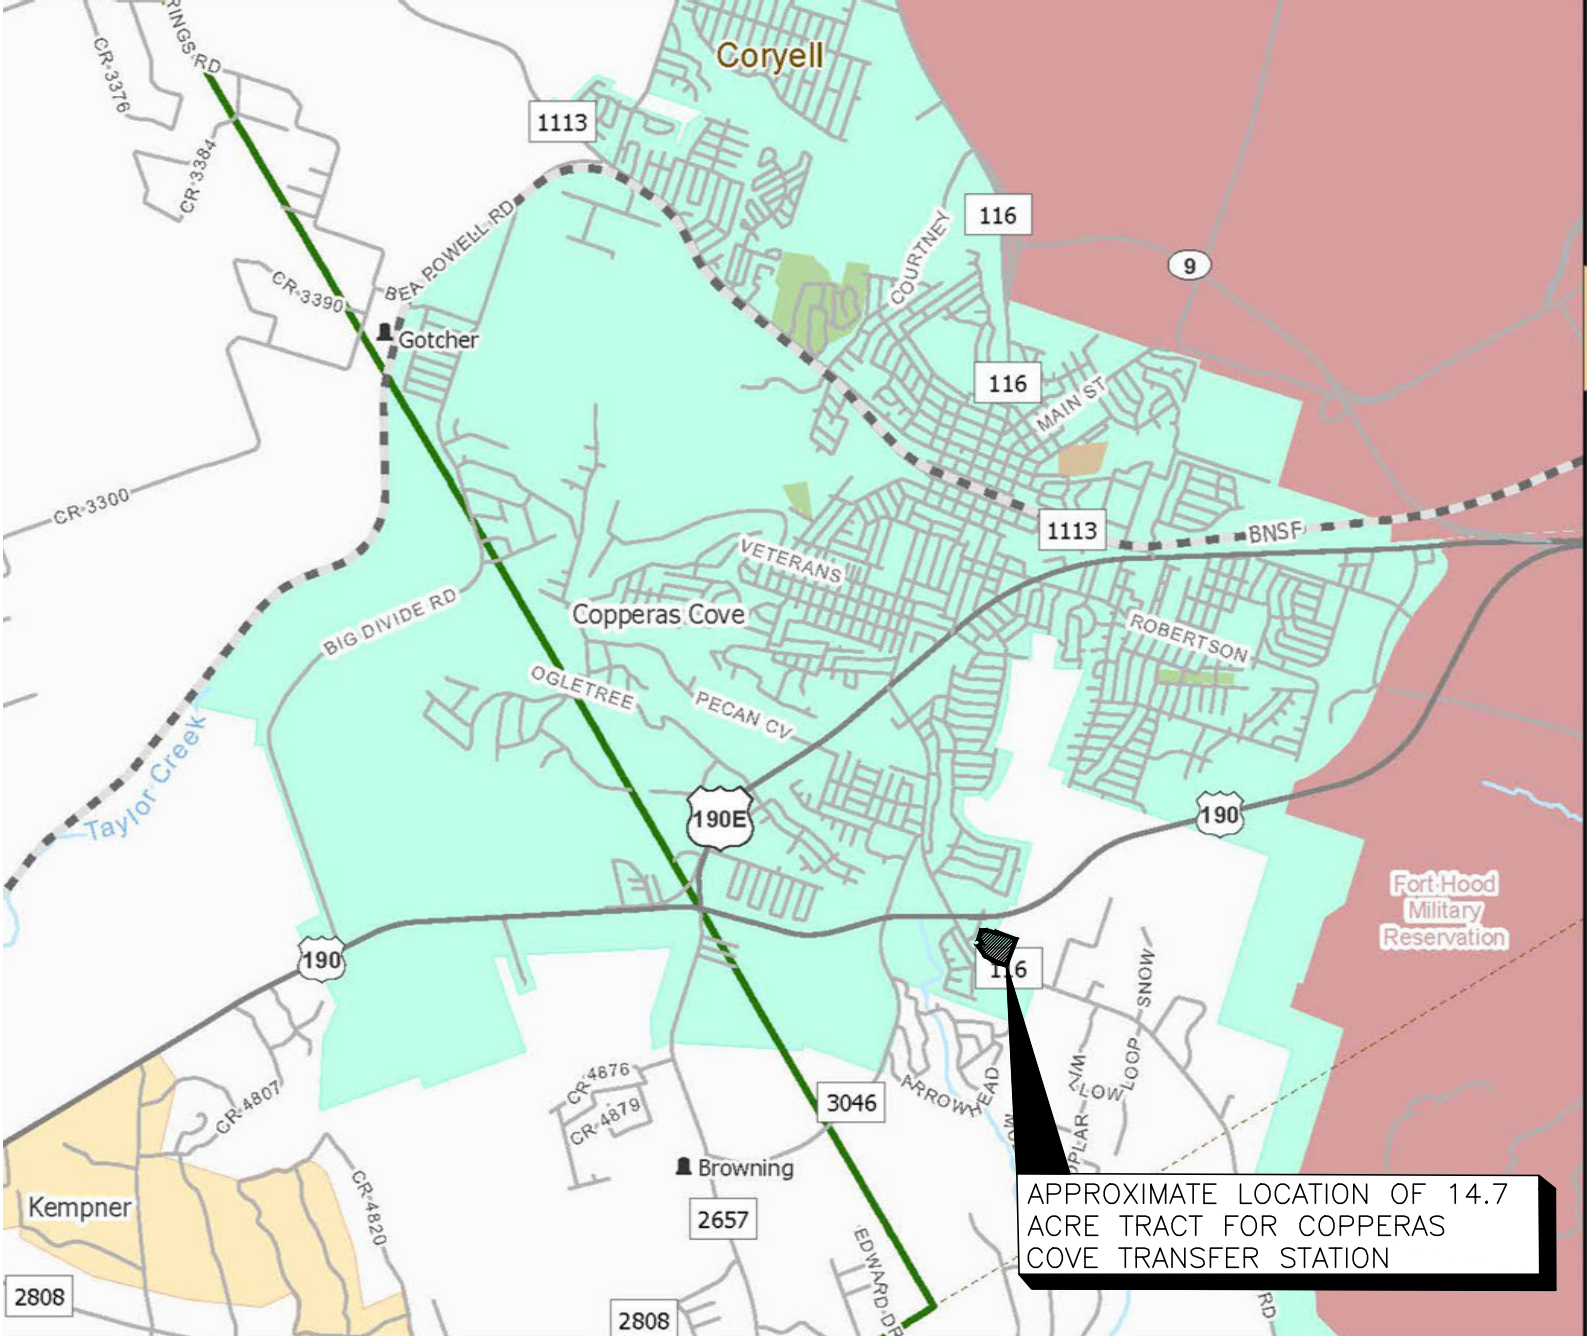 RINGS RD
Coryell
CR-3376
1113
CR-3384
116
COURTNEY
9
BEA POWELL RD
CR-3390
Gotcher
116
MAIN ST
CR-3300
1113
BNSF
VETERANS
Copperas Cove
BIG DIVIDE RD
ROBERTSON
OGLETREE
PECAN CV
Taylor Creek
190E
190
Fort Hood
Military
Reservation
190
116
SNOW
LOOP
CR-4876
CR-4879
CR-4807
ARROWHEAD
LOW
3046
Browning
CR-4820
Kempner
2657
EDWARD DR
APPROXIMATE LOCATION OF 14.7
ACRE TRACT FOR COPPERAS
COVE TRANSFER STATION
2808
2808
RD